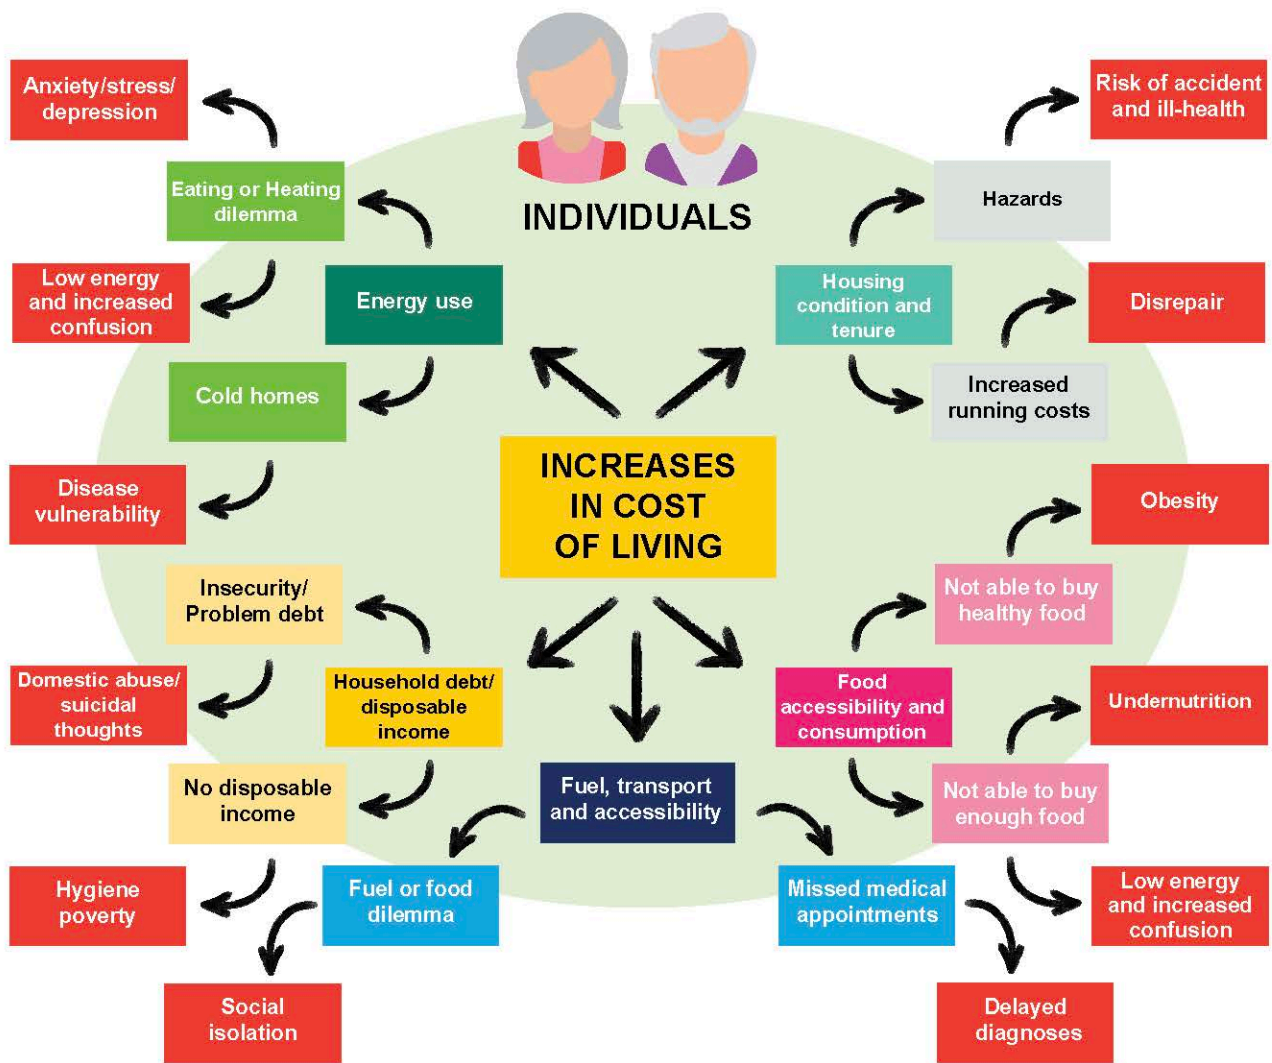 INDIVIDUALS
Anxiety/stress/
depression
Eating or Heating
dilemma
Low energy
and increased
confusion
Energy use
Cold homes
Disease
vulnerability
Risk of accident
and ill-health
Hazards
Housing
condition and
tenure
Disrepair
Increased
running costs
INCREASES
IN COST
OF LIVING
Obesity
Not able to buy
healthy food
Food
accessibility and
consumption
Undernutrition
Not able to buy
enough food
Low energy
and increased
confusion
Insecurity/
Problem debt
Domestic abuse/
suicidal
thoughts
Household debt/
disposable
income
No disposable
income
Hygiene
poverty
Fuel, transport
and accessibility
Fuel or food
dilemma
Missed medical
appointments
Social
isolation
Delayed
diagnoses